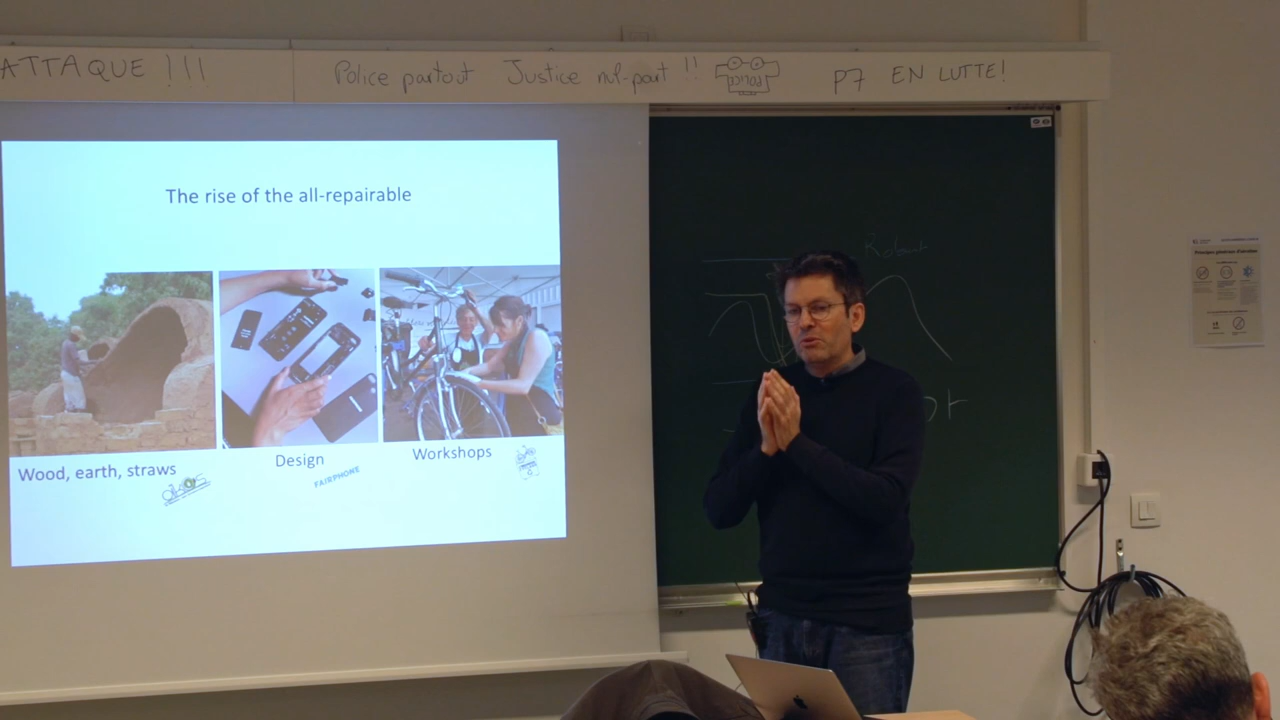 ATTAQUE !!!
Police partout Justice nul-part !!
POLICE
P7 EN LUTTE!
The rise of the all-repairable
Wood, earth, straws
Design
Workshops
FAIRPHONE